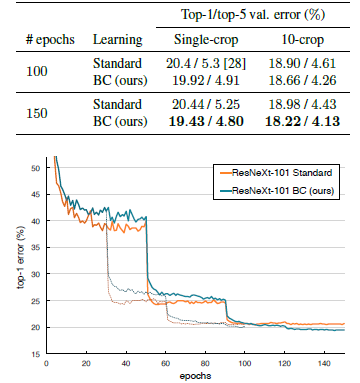 Top-1/top-5 val. error (%)
# epochs Learning Single-crop 10-crop
100 Standard 20.4 / 5.3 [28] 18.90 / 4.61
BC (ours) 19.92 / 4.91 18.66 / 4.26
150 Standard 20.44 / 5.25 18.98 / 4.43
BC (ours) 19.43 / 4.80 18.22 / 4.13
ResNeXt-101 Standard
ResNeXt-101 BC (ours)
top-1 error (%)
50
45
40
35
30
25
20
15
0 20 40 60 80 100 120 140
epochs